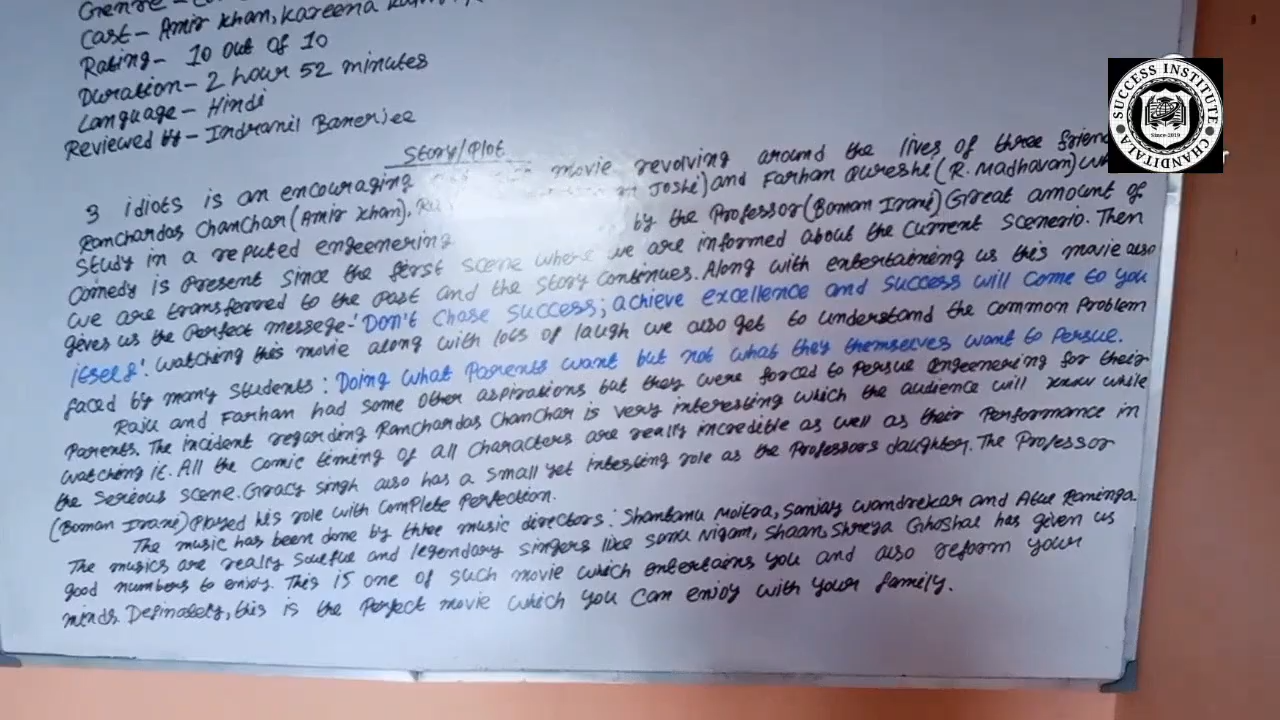 Genre -
Cast - Amir Khan, Kareena
Rating - 10 out of 10
Duration - 2 hour 52 minutes
Language - Hindi
Reviewed by - Indranil Banerjee
Story/Plot
3 idiots is an encouraging movie revolving around the lives of three
Ranchardas Chanchar (Amir Khan), Joshi) and Farhan Qureshi (R. Madhavan)
Study in a reputed engeenering by the Professor (Boman Irani) Great amount of
Comedy is Present Since the first scene where we are informed about the Current Scenerio. Then
we are transformed to the Past and the Story Continues. Along with entertaining us this movie also
gives us the Perfect messege - 'Don't Chase Success; achieve excellence and success will come to you
itself'. Watching this movie along with lots of laugh we also get to understand the common Problem
faced by many Students : Doing What Parents want but not what they themselves want to Persue.
Raju and Farhan had some other aspirations but they were forced to Persue engeenering for their
Parents. The incident regarding Ranchardas Chanchar is very interesting which the audience will know while
watching it. All the Comic timing of all Characters are really incredible as well as their Performance in
the Serious Scene. Gracy Singh also has a small yet intesting role as the Professors daughter. The Professor
(Boman Irani) Played his role with Complete Perfection.
The music has been done by three music directors : Shantanu Moitra, Sanjay Wandrekar and Atul Raninga.
The musics are really Soulful and legendary singers like Sonu Nigam, Shaan, Shreya Ghoshal has given us
good numbers to enjoy. This is one of such movie which entertains you and also reform your
minds. Definately, this is the Perfect movie which you can enjoy with your family.
SUCCESS INSTITUTE
Since-2019
CHANDITALA